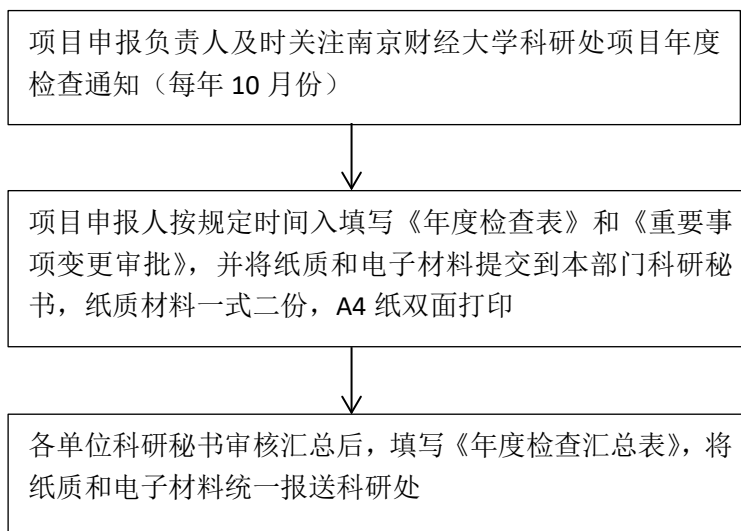 项目申报负责人及时关注南京财经大学科研处项目年度
检查通知（每年 10 月份）
项目申报人按规定时间入填写《年度检查表》和《重要事
项变更审批》，并将纸质和电子材料提交到本部门科研秘
书，纸质材料一式二份，A4 纸双面打印
各单位科研秘书审核汇总后，填写《年度检查汇总表》，将
纸质和电子材料统一报送科研处